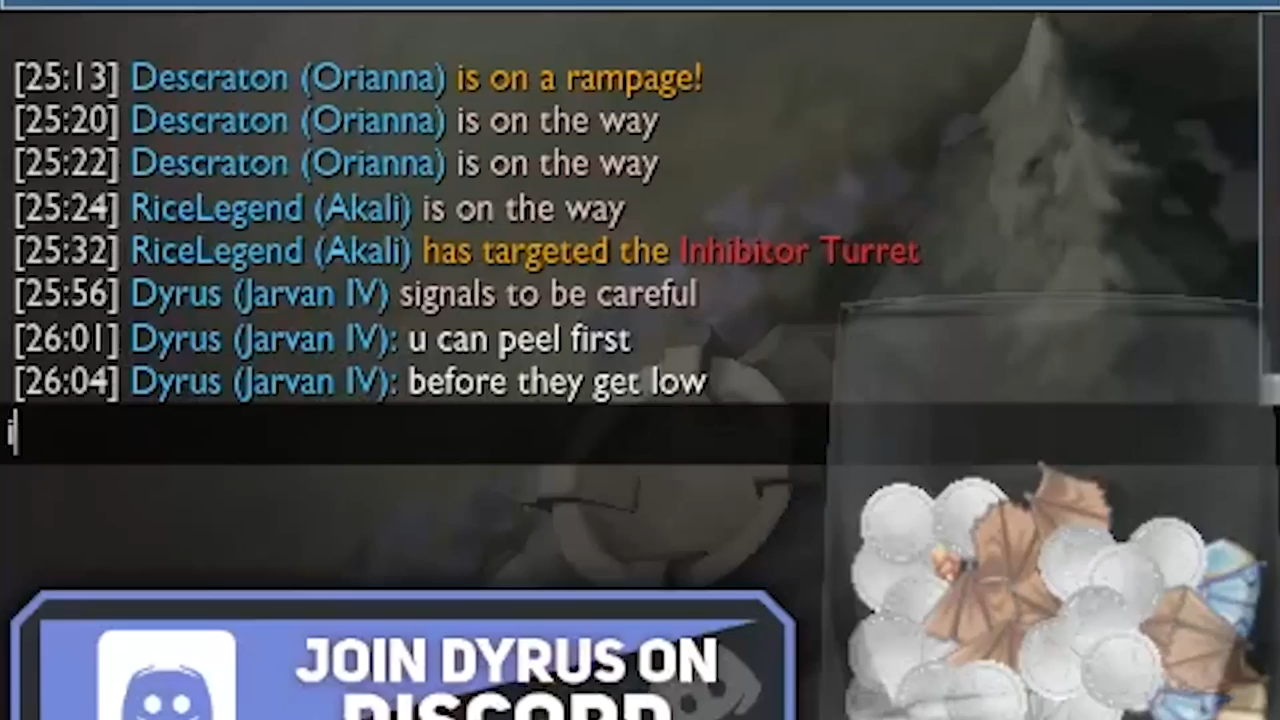 [25:13] Descraton (Orianna) is on a rampage!
[25:20] Descraton (Orianna) is on the way
[25:22] Descraton (Orianna) is on the way
[25:24] RiceLegend (Akali) is on the way
[25:32] RiceLegend (Akali) has targeted the Inhibitor Turret
[25:56] Dyrus (Jarvan IV) signals to be careful
[26:01] Dyrus (Jarvan IV): u can peel first
[26:04] Dyrus (Jarvan IV): before they get low
i
JOIN DYRUS ON
DISCORD